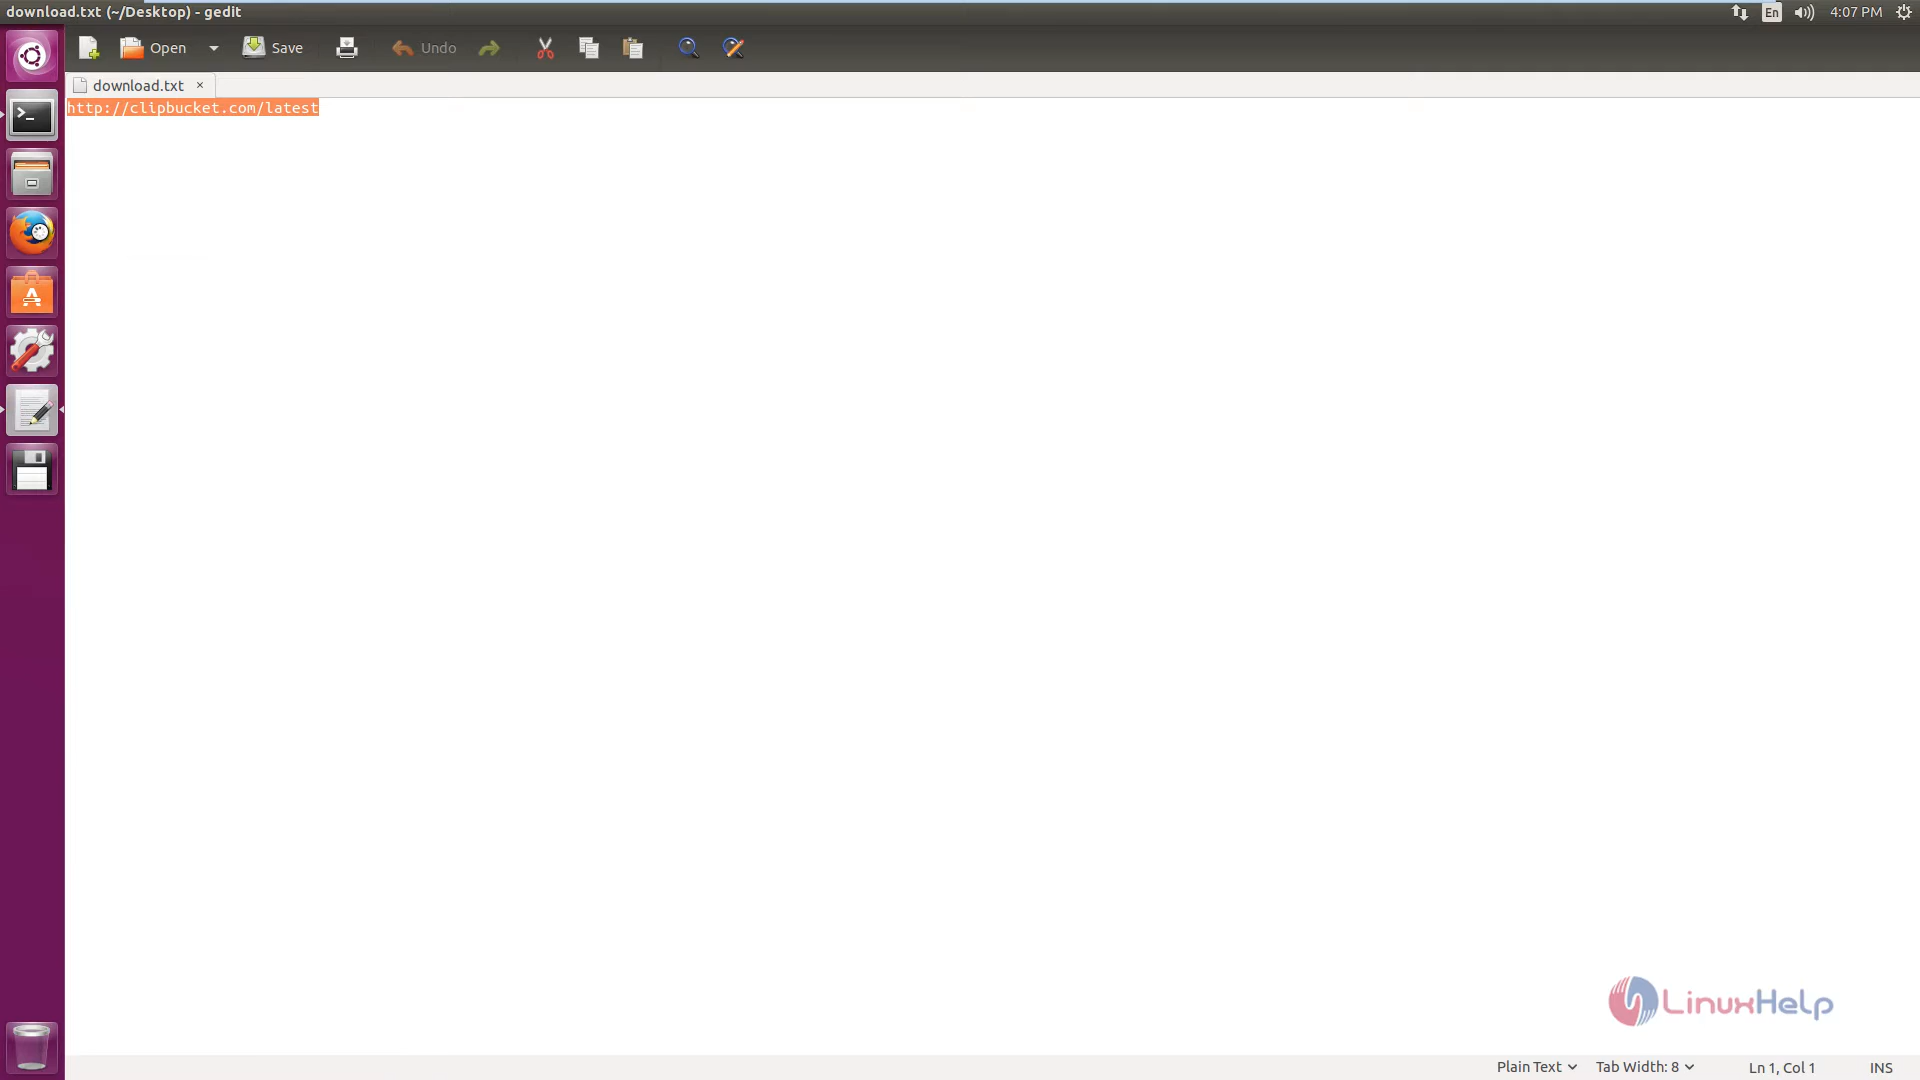 download.txt (~/Desktop) - gedit
En
4:07 PM
Open
Save
Undo
download.txt ×
http://clipbucket.com/latest
LinuxHelp
Plain Text
Tab Width: 8
Ln 1, Col 1
INS